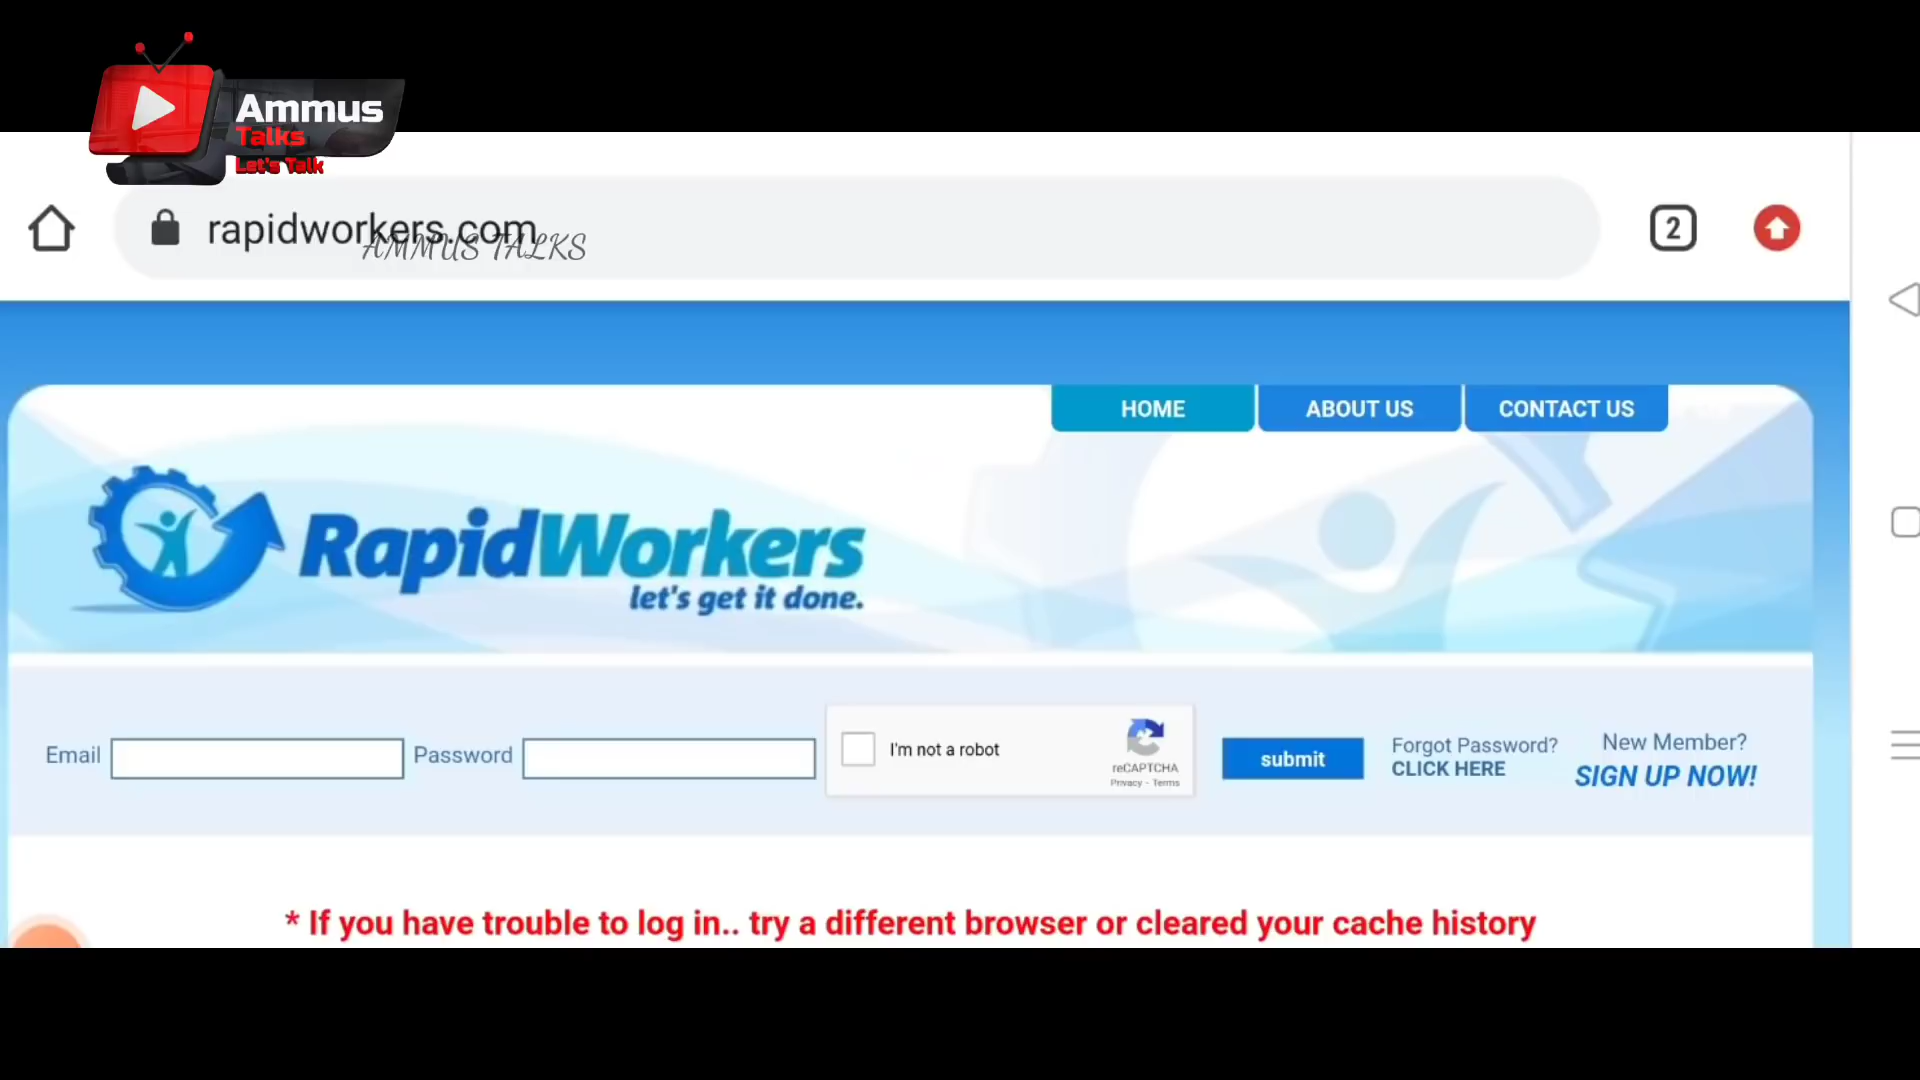 Ammus
Talks
Let's Talk
rapidworkers.com
AMMUS TALKS
2
HOME
ABOUT US
CONTACT US
RapidWorkers
let's get it done.
Email
Password
I'm not a robot
reCAPTCHA
Privacy - Terms
submit
Forgot Password?
CLICK HERE
New Member?
SIGN UP NOW!
* If you have trouble to log in.. try a different browser or cleared your cache history